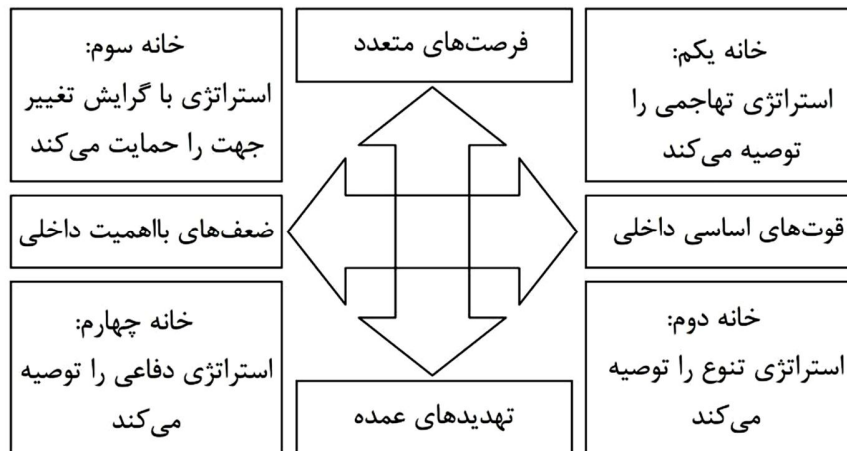 خانه یکم:
استراتژی تهاجمی را
توصیه می‌کند
فرصت‌های متعدد
خانه سوم:
استراتژی با گرایش تغییر
جهت را حمایت می‌کند
قوت‌های اساسی داخلی
ضعف‌های بااهمیت داخلی
خانه دوم:
استراتژی تنوع را توصیه
می‌کند
تهدیدهای عمده
خانه چهارم:
استراتژی دفاعی را توصیه
می‌کند